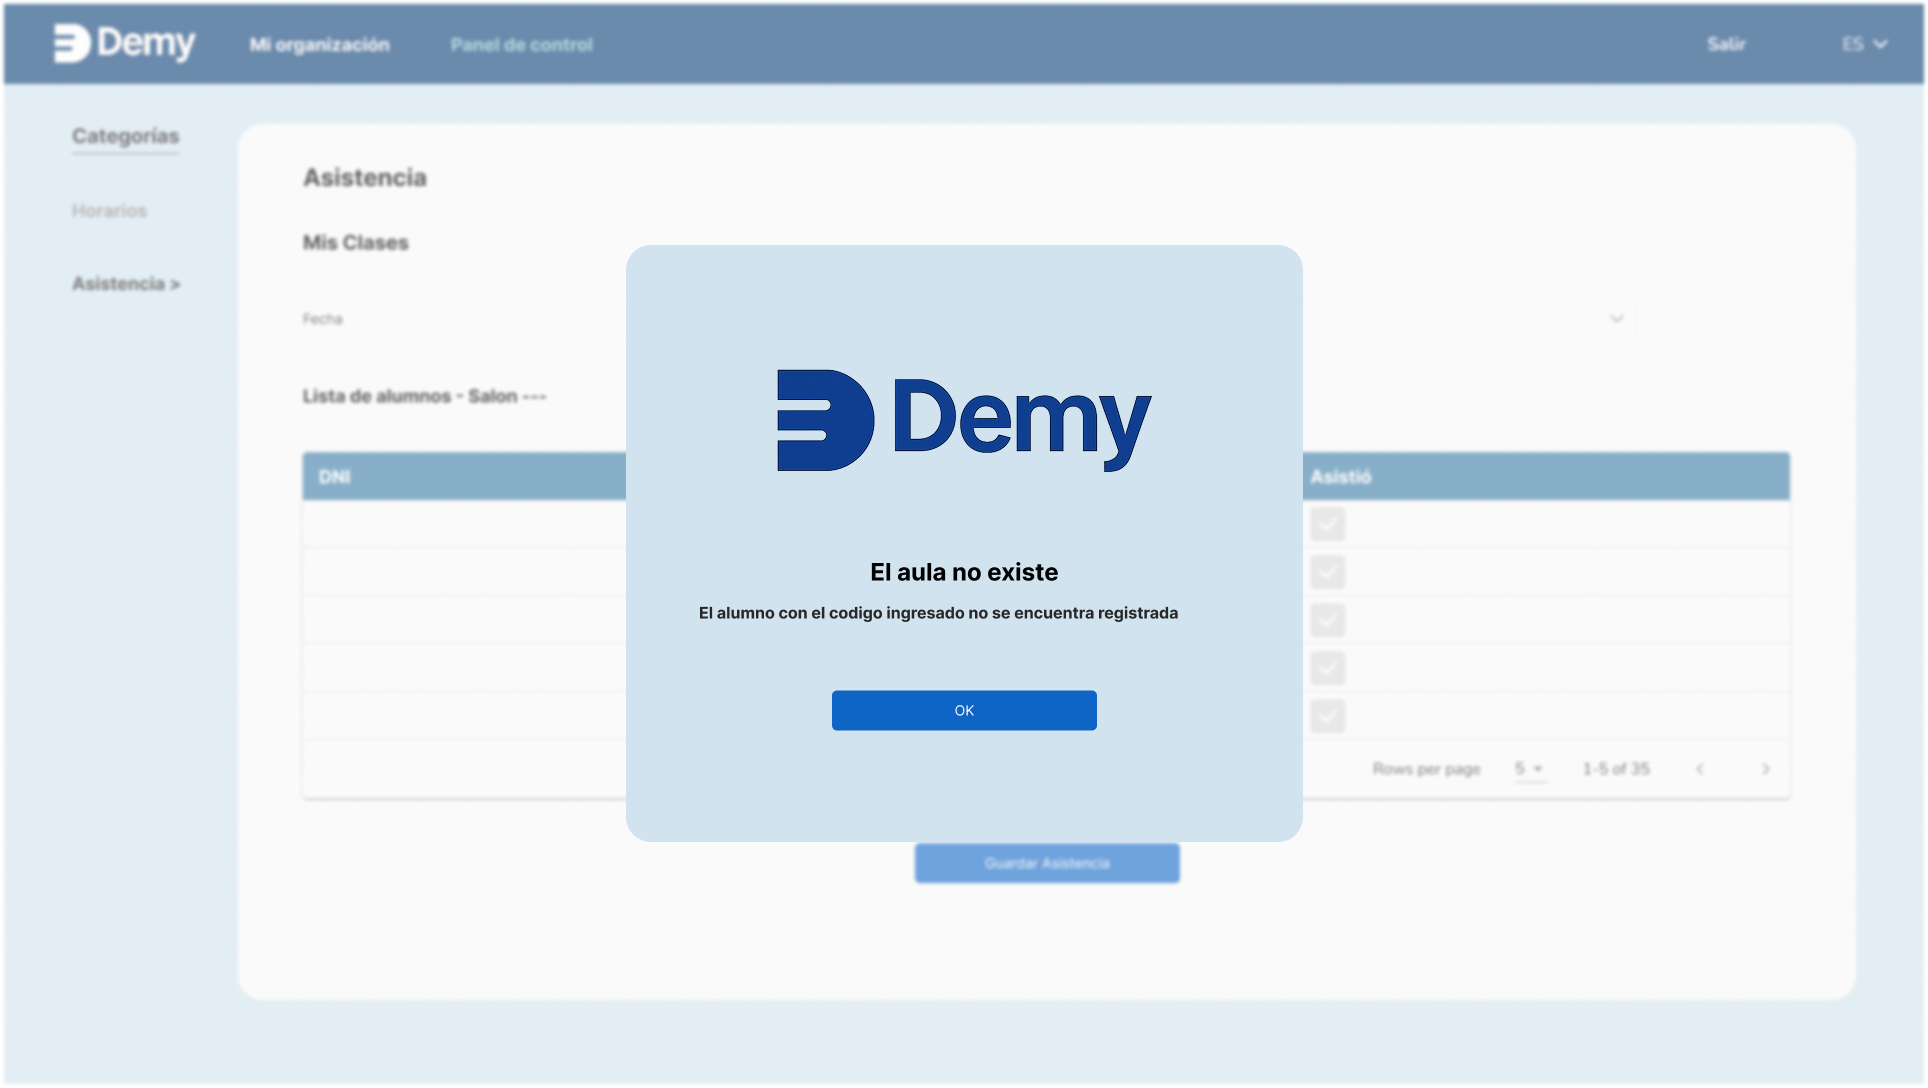 Demy
Mi organización
Panel de control
Salir
ES
Categorías
Horarios
Asistencia >
Asistencia
Mis Clases
Fecha
Lista de alumnos - Salon ---
DNI
Asistió
Rows per page
5
1-5 of 35
Guardar Asistencia
Demy
El aula no existe
El alumno con el codigo ingresado no se encuentra registrada
OK